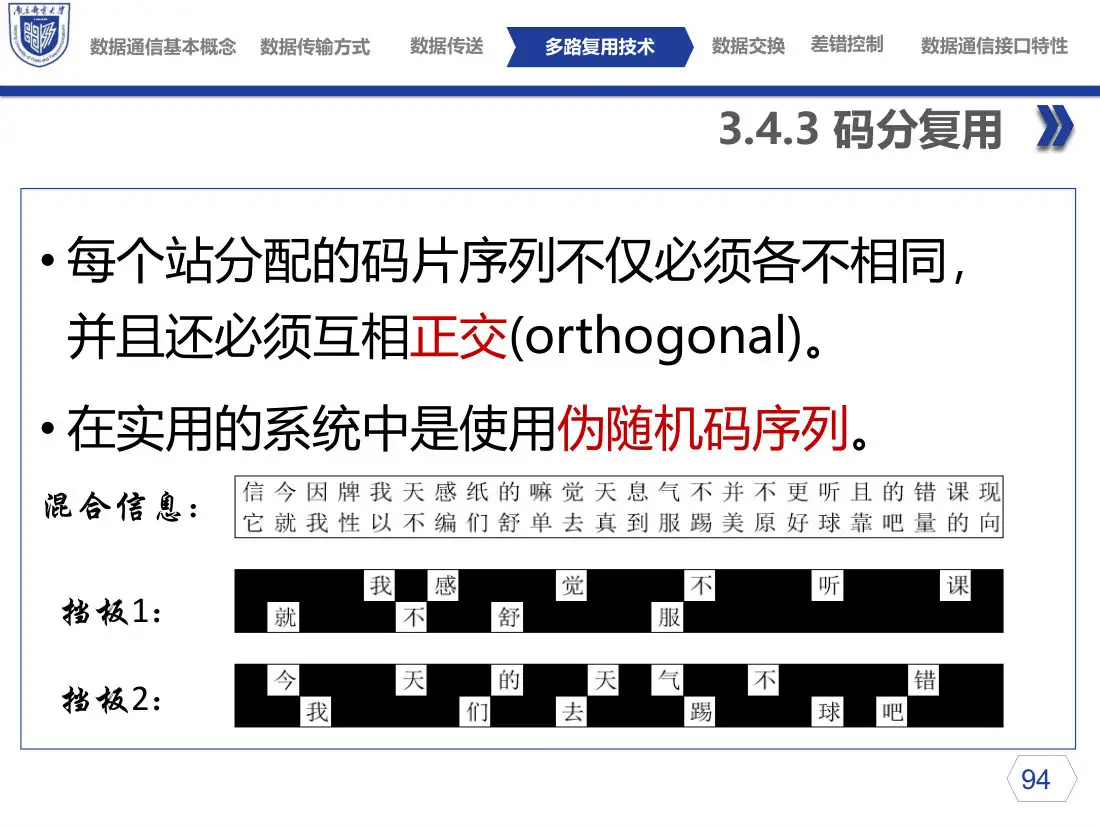 南京邮电大学
数据通信基本概念 数据传输方式 数据传送 多路复用技术 数据交换 差错控制 数据通信接口特性
3.4.3 码分复用
• 每个站分配的码片序列不仅必须各不相同，
并且还必须互相正交(orthogonal)。
• 在实用的系统中是使用伪随机码序列。
混合信息：
信今因牌我天感纸的嘛觉天息气不并不更听且的错课现
它就我性以不编们舒单去真到服踢美原好球靠吧量的向
挡板1：
我 感 觉 不 听 课
就 不 舒 服
挡板2：
今 天 的 天 气 不 错
我 们 去 踢 球 吧
94